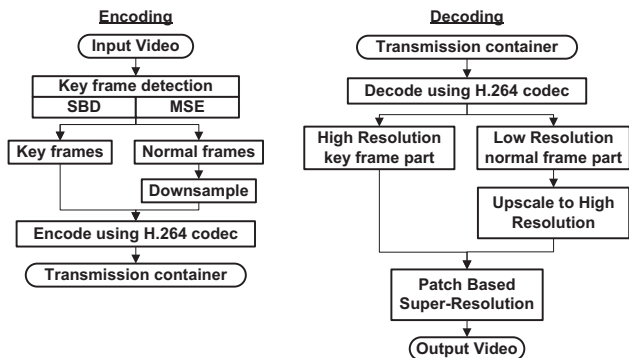 Encoding
Input Video
Key frame detection
SBD
MSE
Key frames
Normal frames
Downsample
Encode using H.264 codec
Transmission container
Decoding
Transmission container
Decode using H.264 codec
High Resolution
key frame part
Low Resolution
normal frame part
Upscale to High
Resolution
Patch Based
Super-Resolution
Output Video